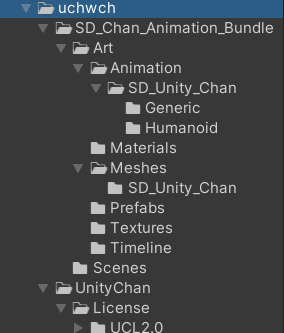 uchwch
SD_Chan_Animation_Bundle
Art
Animation
SD_Unity_Chan
Generic
Humanoid
Materials
Meshes
SD_Unity_Chan
Prefabs
Textures
Timeline
Scenes
UnityChan
License
UCL2.0